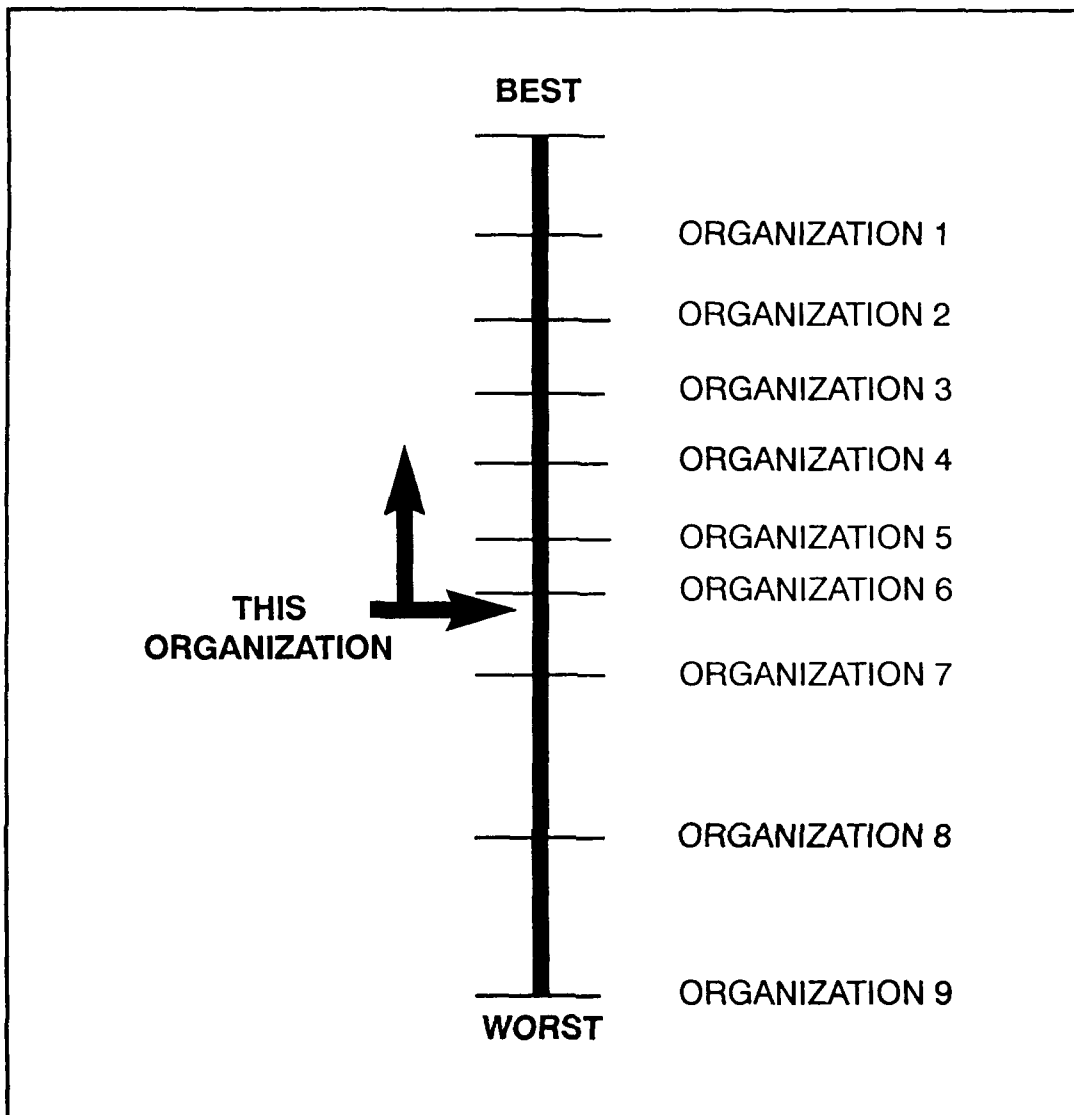 BEST
ORGANIZATION 1
ORGANIZATION 2
ORGANIZATION 3
ORGANIZATION 4
ORGANIZATION 5
ORGANIZATION 6
THIS
ORGANIZATION
ORGANIZATION 7
ORGANIZATION 8
ORGANIZATION 9
WORST